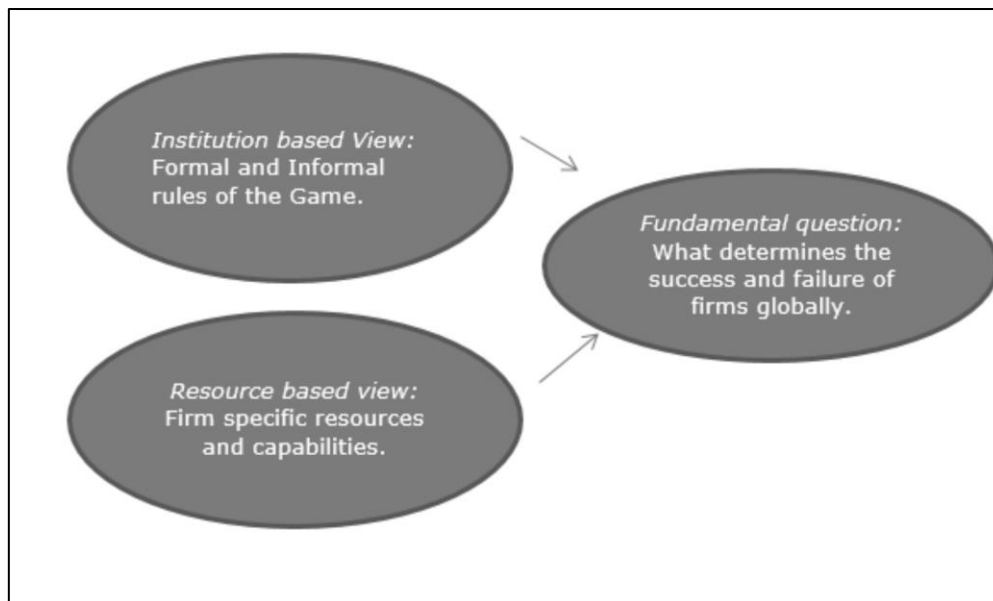 Institution based View:
Formal and Informal
rules of the Game.
Fundamental question:
What determines the
success and failure of
firms globally.
Resource based view:
Firm specific resources
and capabilities.